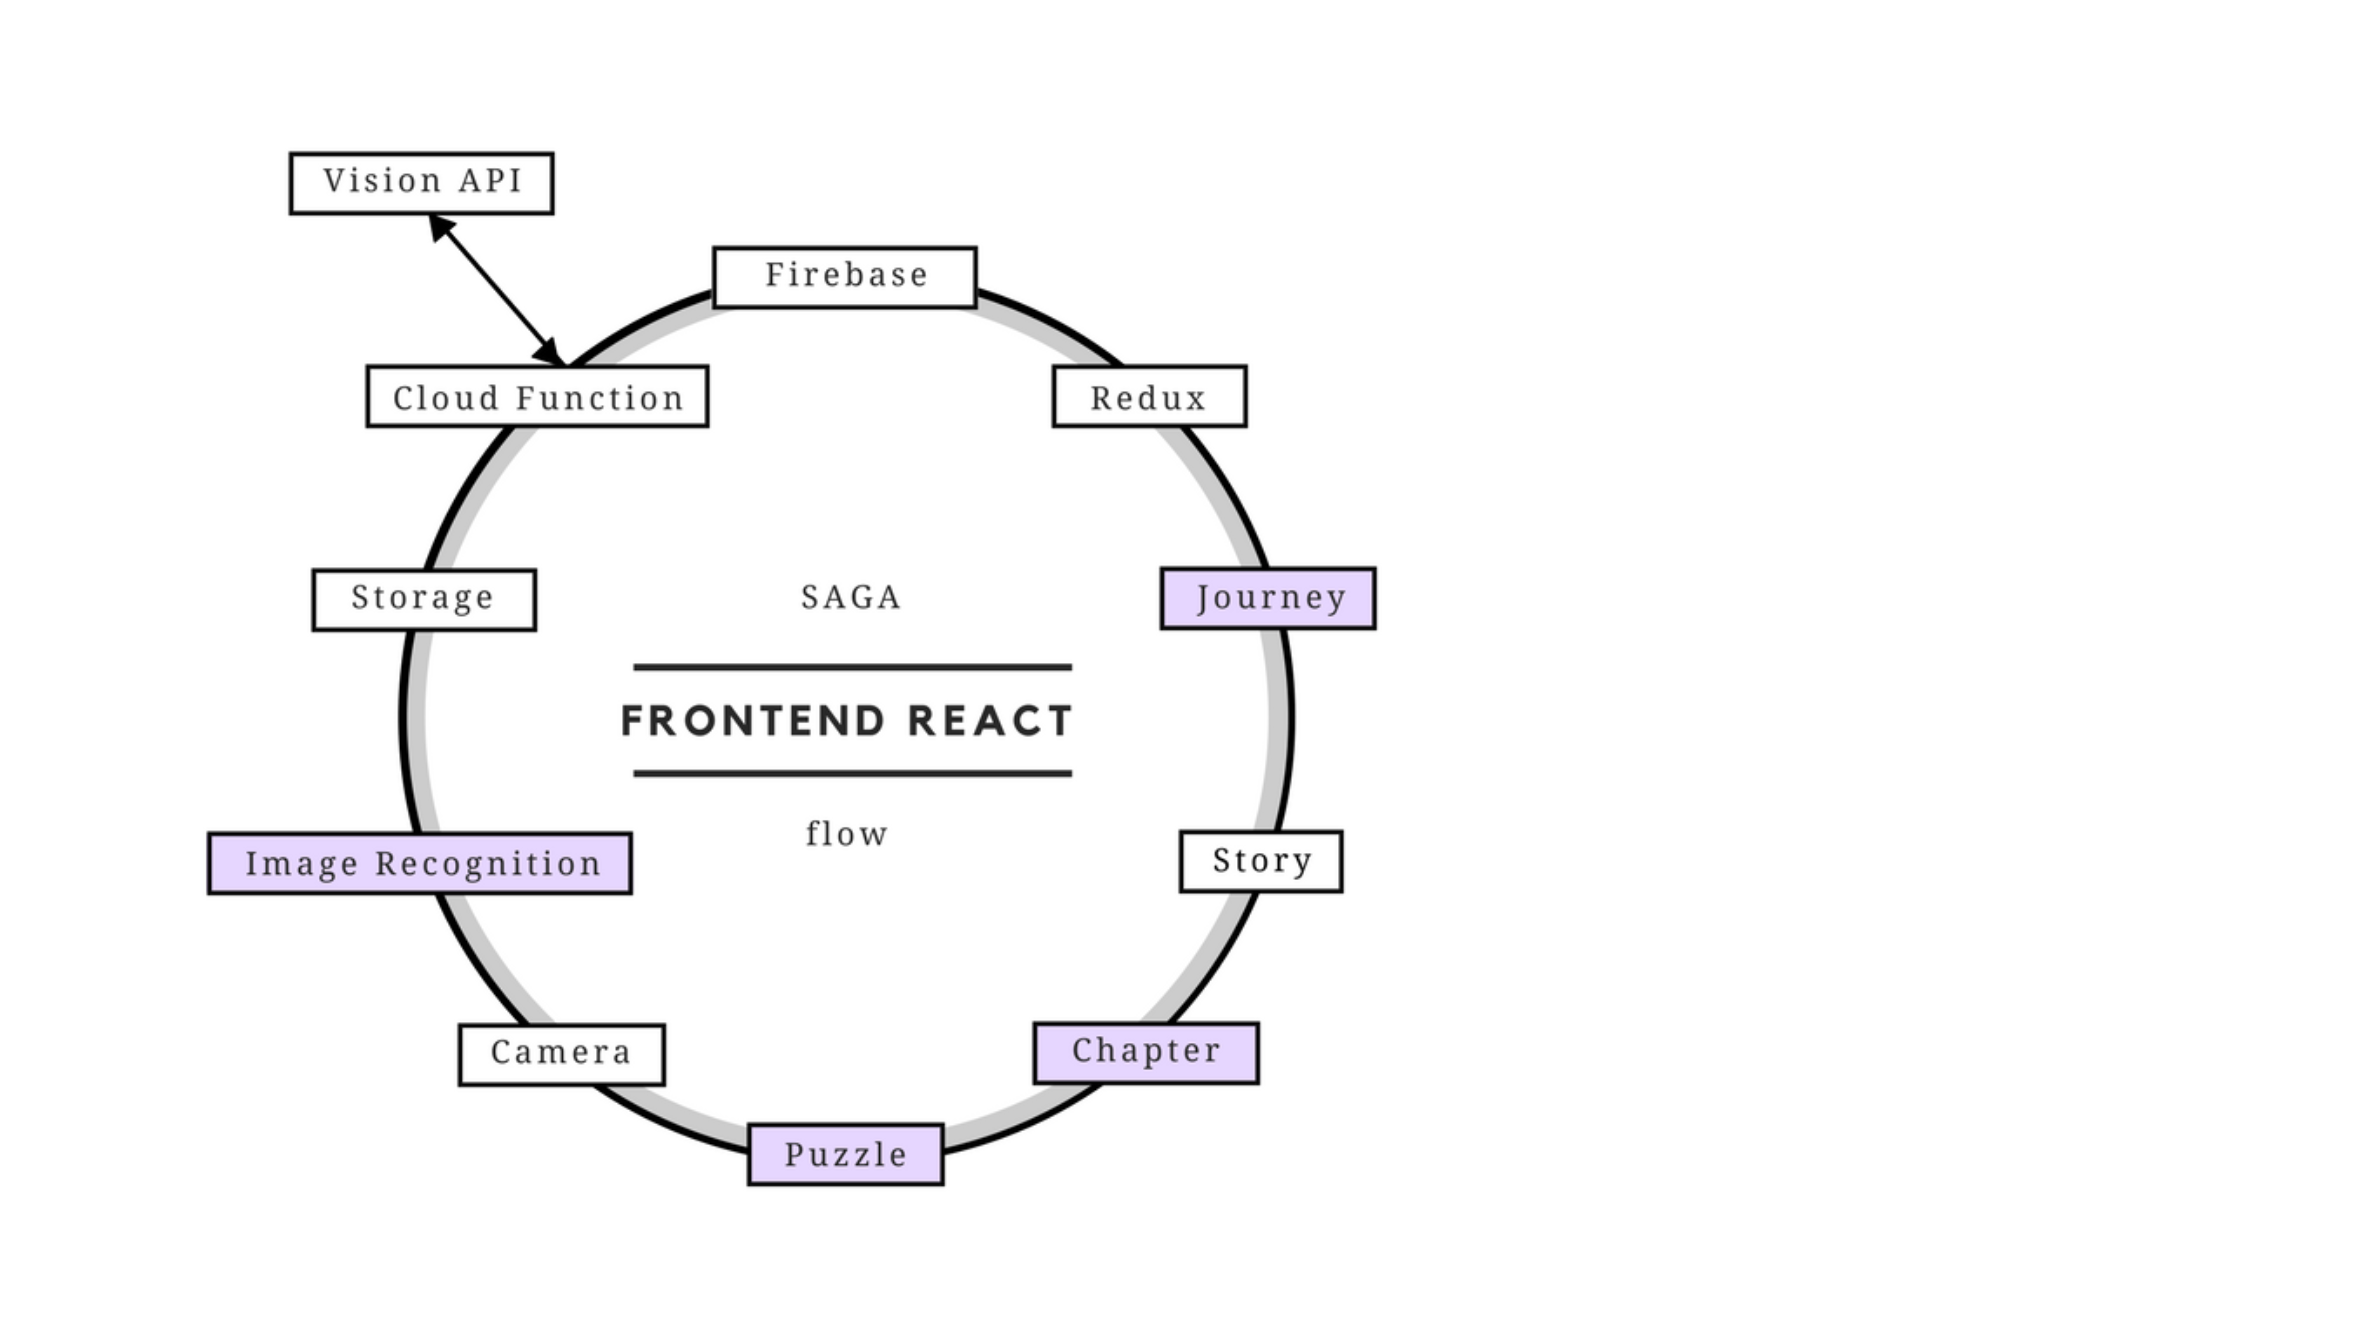 Vision API
Firebase
Cloud Function
Redux
Storage
SAGA
Journey
FRONTEND REACT
flow
Image Recognition
Story
Camera
Chapter
Puzzle